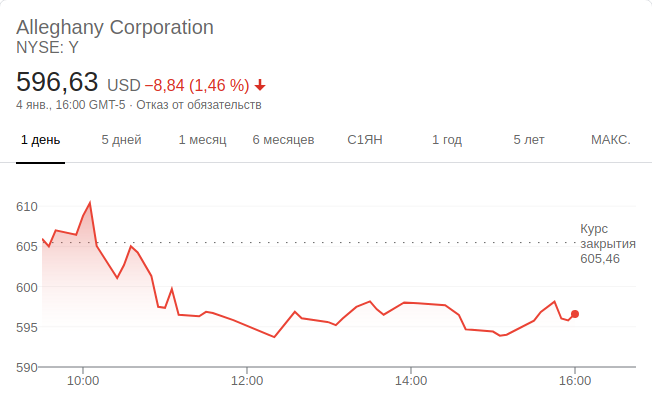 Alleghany Corporation
NYSE: Y
596,63 USD −8,84 (1,46 %)
4 янв., 16:00 GMT-5 · Отказ от обязательств
1 день 5 дней 1 месяц 6 месяцев С1ЯН 1 год 5 лет МАКС.
610
605
600
595
590
Курс
закрытия
605,46
10:00 12:00 14:00 16:00